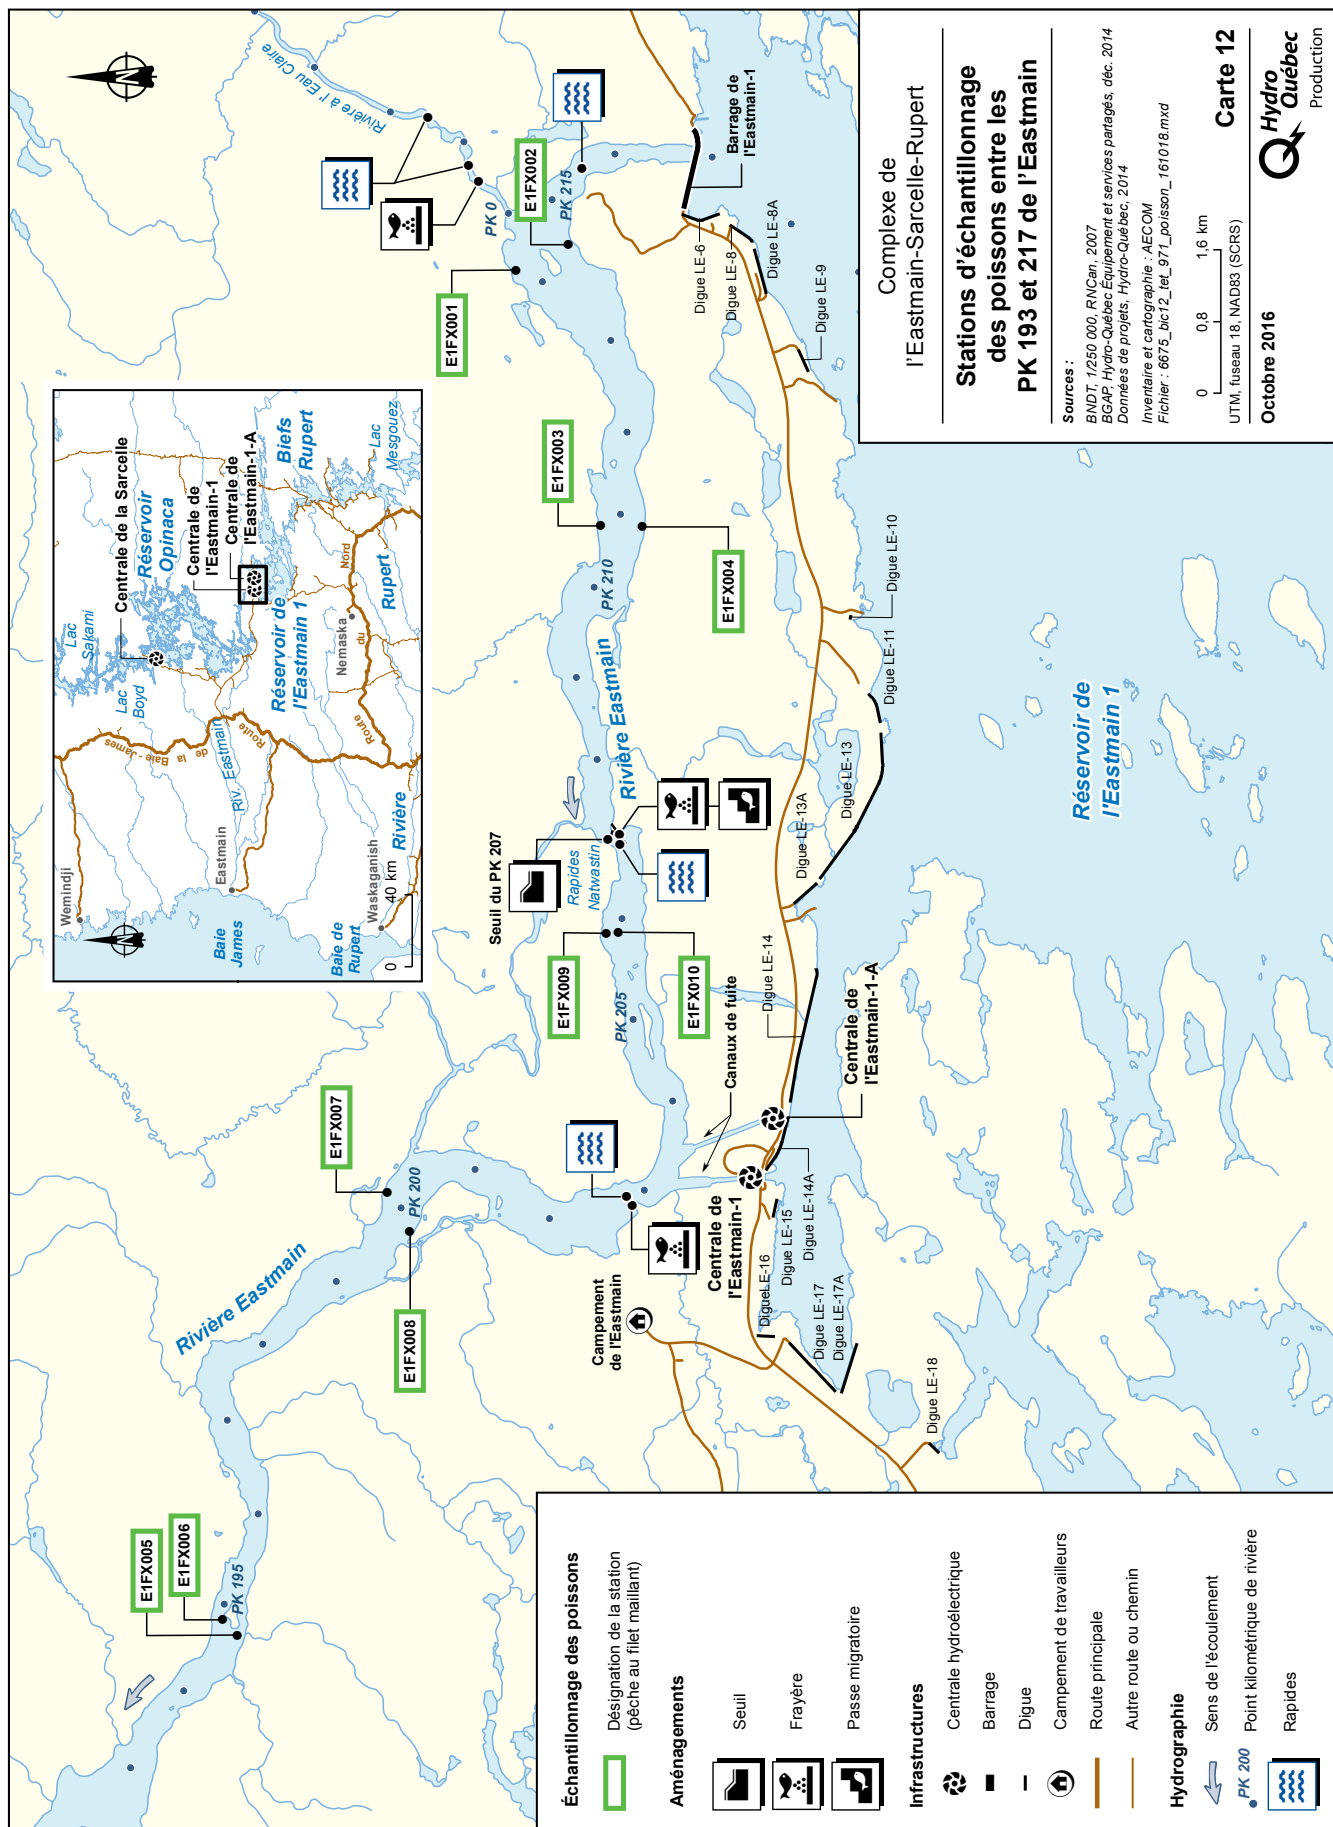 Complexe de
l'Eastmain-Sarcelle-Rupert
Stations d'échantillonnage
des poissons entre les
PK 193 et 217 de l'Eastmain
Sources :
BNDT, 1/250 000, RNCan, 2007
BGAP, Hydro-Québec Équipement et services partagés, déc. 2014
Données de projets, Hydro-Québec, 2014
Inventaire et cartographie : AECOM
Fichier : 6675_bic12_tet_971_poisson_161018.mxd
0 0,8 1,6 km
UTM, fuseau 18, NAD83 (SCRS)
Octobre 2016
Carte 12
Hydro
Québec
Production
Échantillonnage des poissons
Désignation de la station
(pêche au filet maillant)
Aménagements
Seuil
Frayère
Passe migratoire
Infrastructures
Centrale hydroélectrique
Barrage
Digue
Campement de travailleurs
Route principale
Autre route ou chemin
Hydrographie
Sens de l'écoulement
PK 200
Point kilométrique de rivière
Rapides
N
Wemindji
Eastmain
Waskaganish
Nemaska
Baie
James
Baie de
Rupert
Rivière
Rupert
Riv. Eastmain
Route de la Baie-James
Route du Nord
Lac
Boyd
Lac
Sakami
Centrale de la Sarcelle
Réservoir
Opinaca
Centrale de
l'Eastmain-1
Centrale de
l'Eastmain-1-A
Réservoir de
l'Eastmain 1
Biefs
Rupert
Lac
Mesgouez
0 40 km
N
E1FX005
E1FX006
PK 195
Rivière Eastmain
E1FX007
E1FX008
PK 200
Campement
de l'Eastmain
Centrale de
l'Eastmain-1
Canaux de fuite
Centrale de
l'Eastmain-1-A
PK 205
E1FX009
E1FX010
Seuil du PK 207
Rapides
Natwastin
Rivière Eastmain
PK 210
E1FX003
E1FX004
E1FX001
E1FX002
PK 0
PK 215
Rivière à l'Eau Claire
Barrage de
l'Eastmain-1
Digue LE-6
Digue LE-8
Digue LE-8A
Digue LE-9
Digue LE-10
Digue LE-11
Digue LE-13
Digue LE-13A
Digue LE-14
Digue LE-14A
Digue LE-15
DigueLE-16
Digue LE-17
Digue LE-17A
Digue LE-18
Réservoir de
l'Eastmain 1